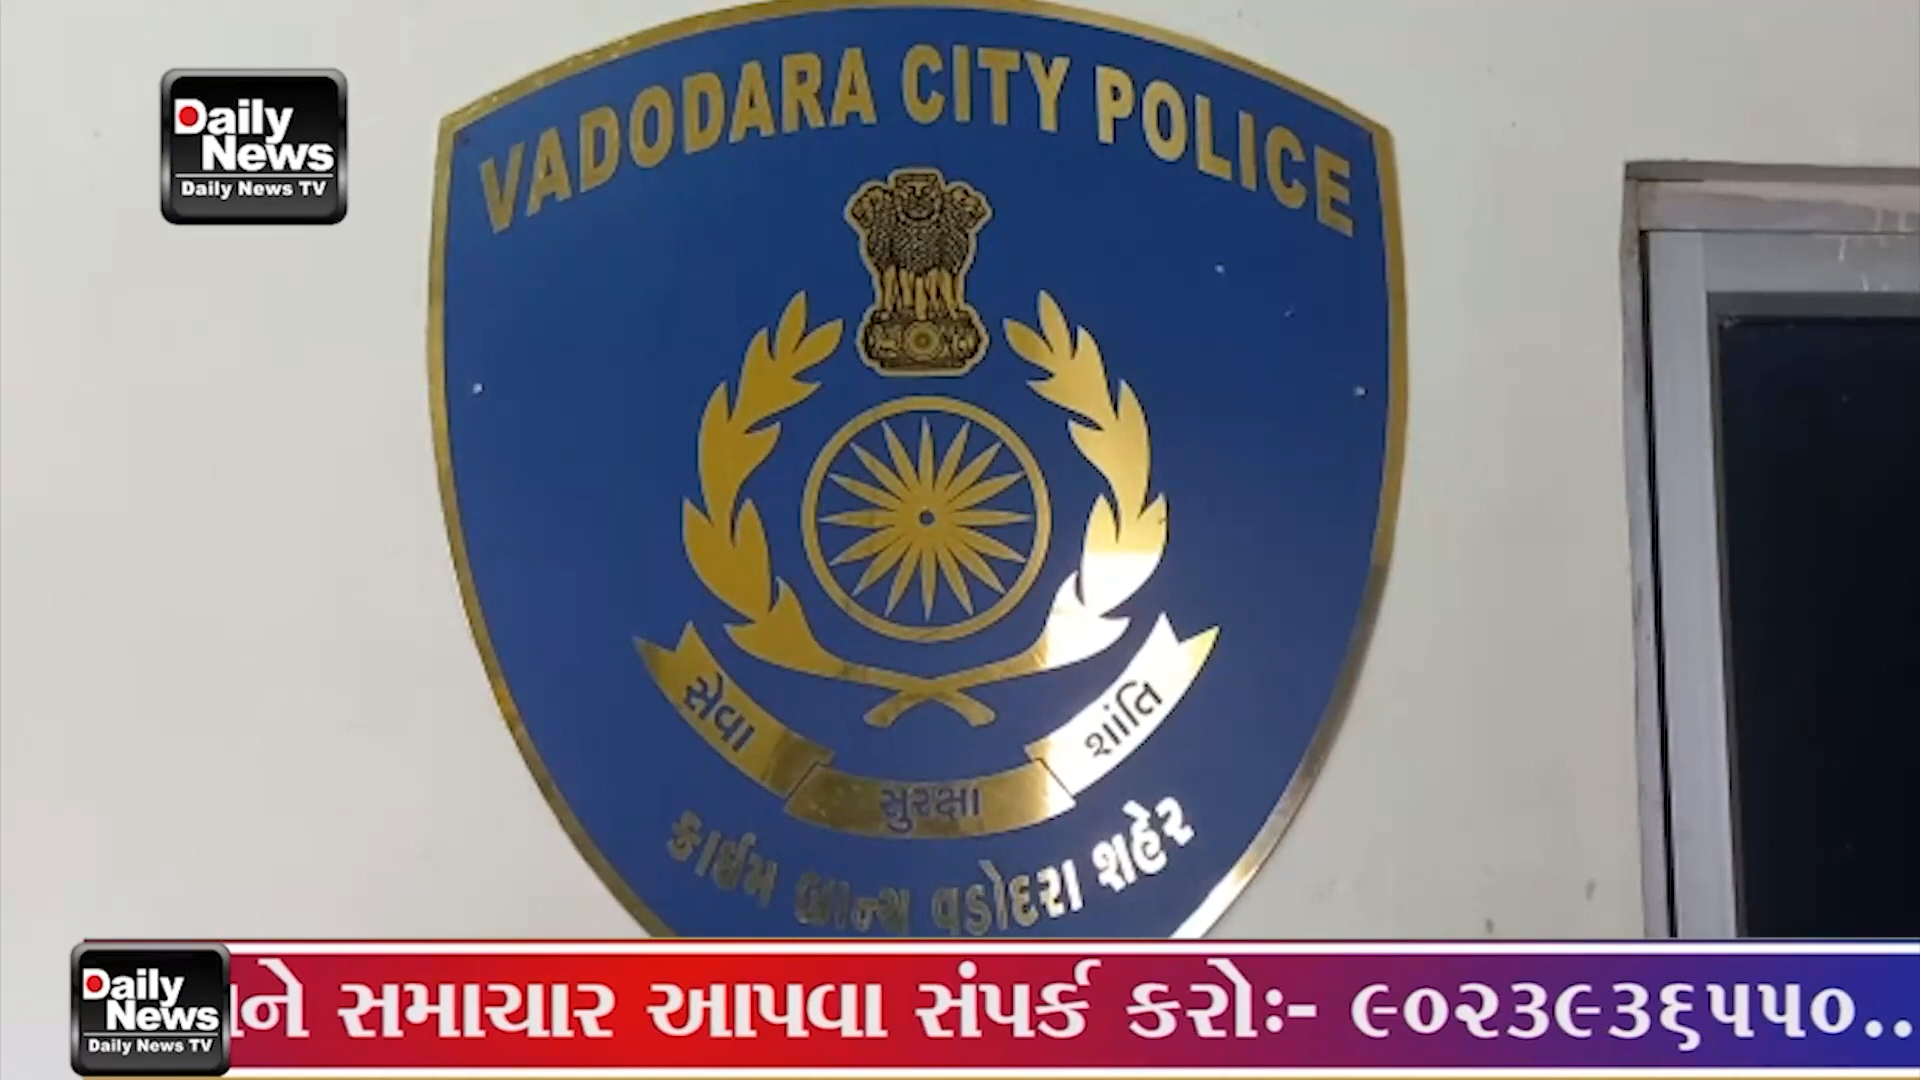 VADODARA CITY POLICE
Daily
News
Daily News TV
સેવા
સુરક્ષા
શાંતિ
ક્રાઈમ બ્રાન્ચ વડોદરા શહેર
Daily
News
Daily News TV
સમાચાર આપવા સંપર્ક કરોઃ- ૯૦૨૩૯૩૬૫૫૦..